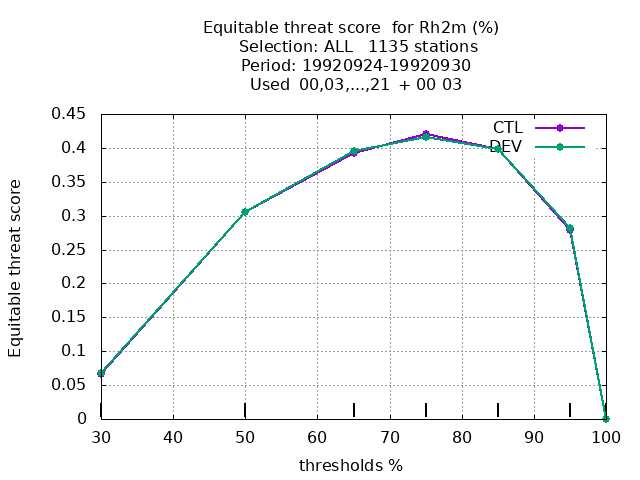 Equitable threat score  for Rh2m (%)
Selection: ALL   1135 stations
Period: 19920924-19920930
Used  00,03,...,21  + 00 03
0.45
0.4
0.35
0.3
0.25
0.2
0.15
0.1
0.05
0
Equitable threat score
CTL
DEV
30 40 50 60 70 80 90 100
thresholds %